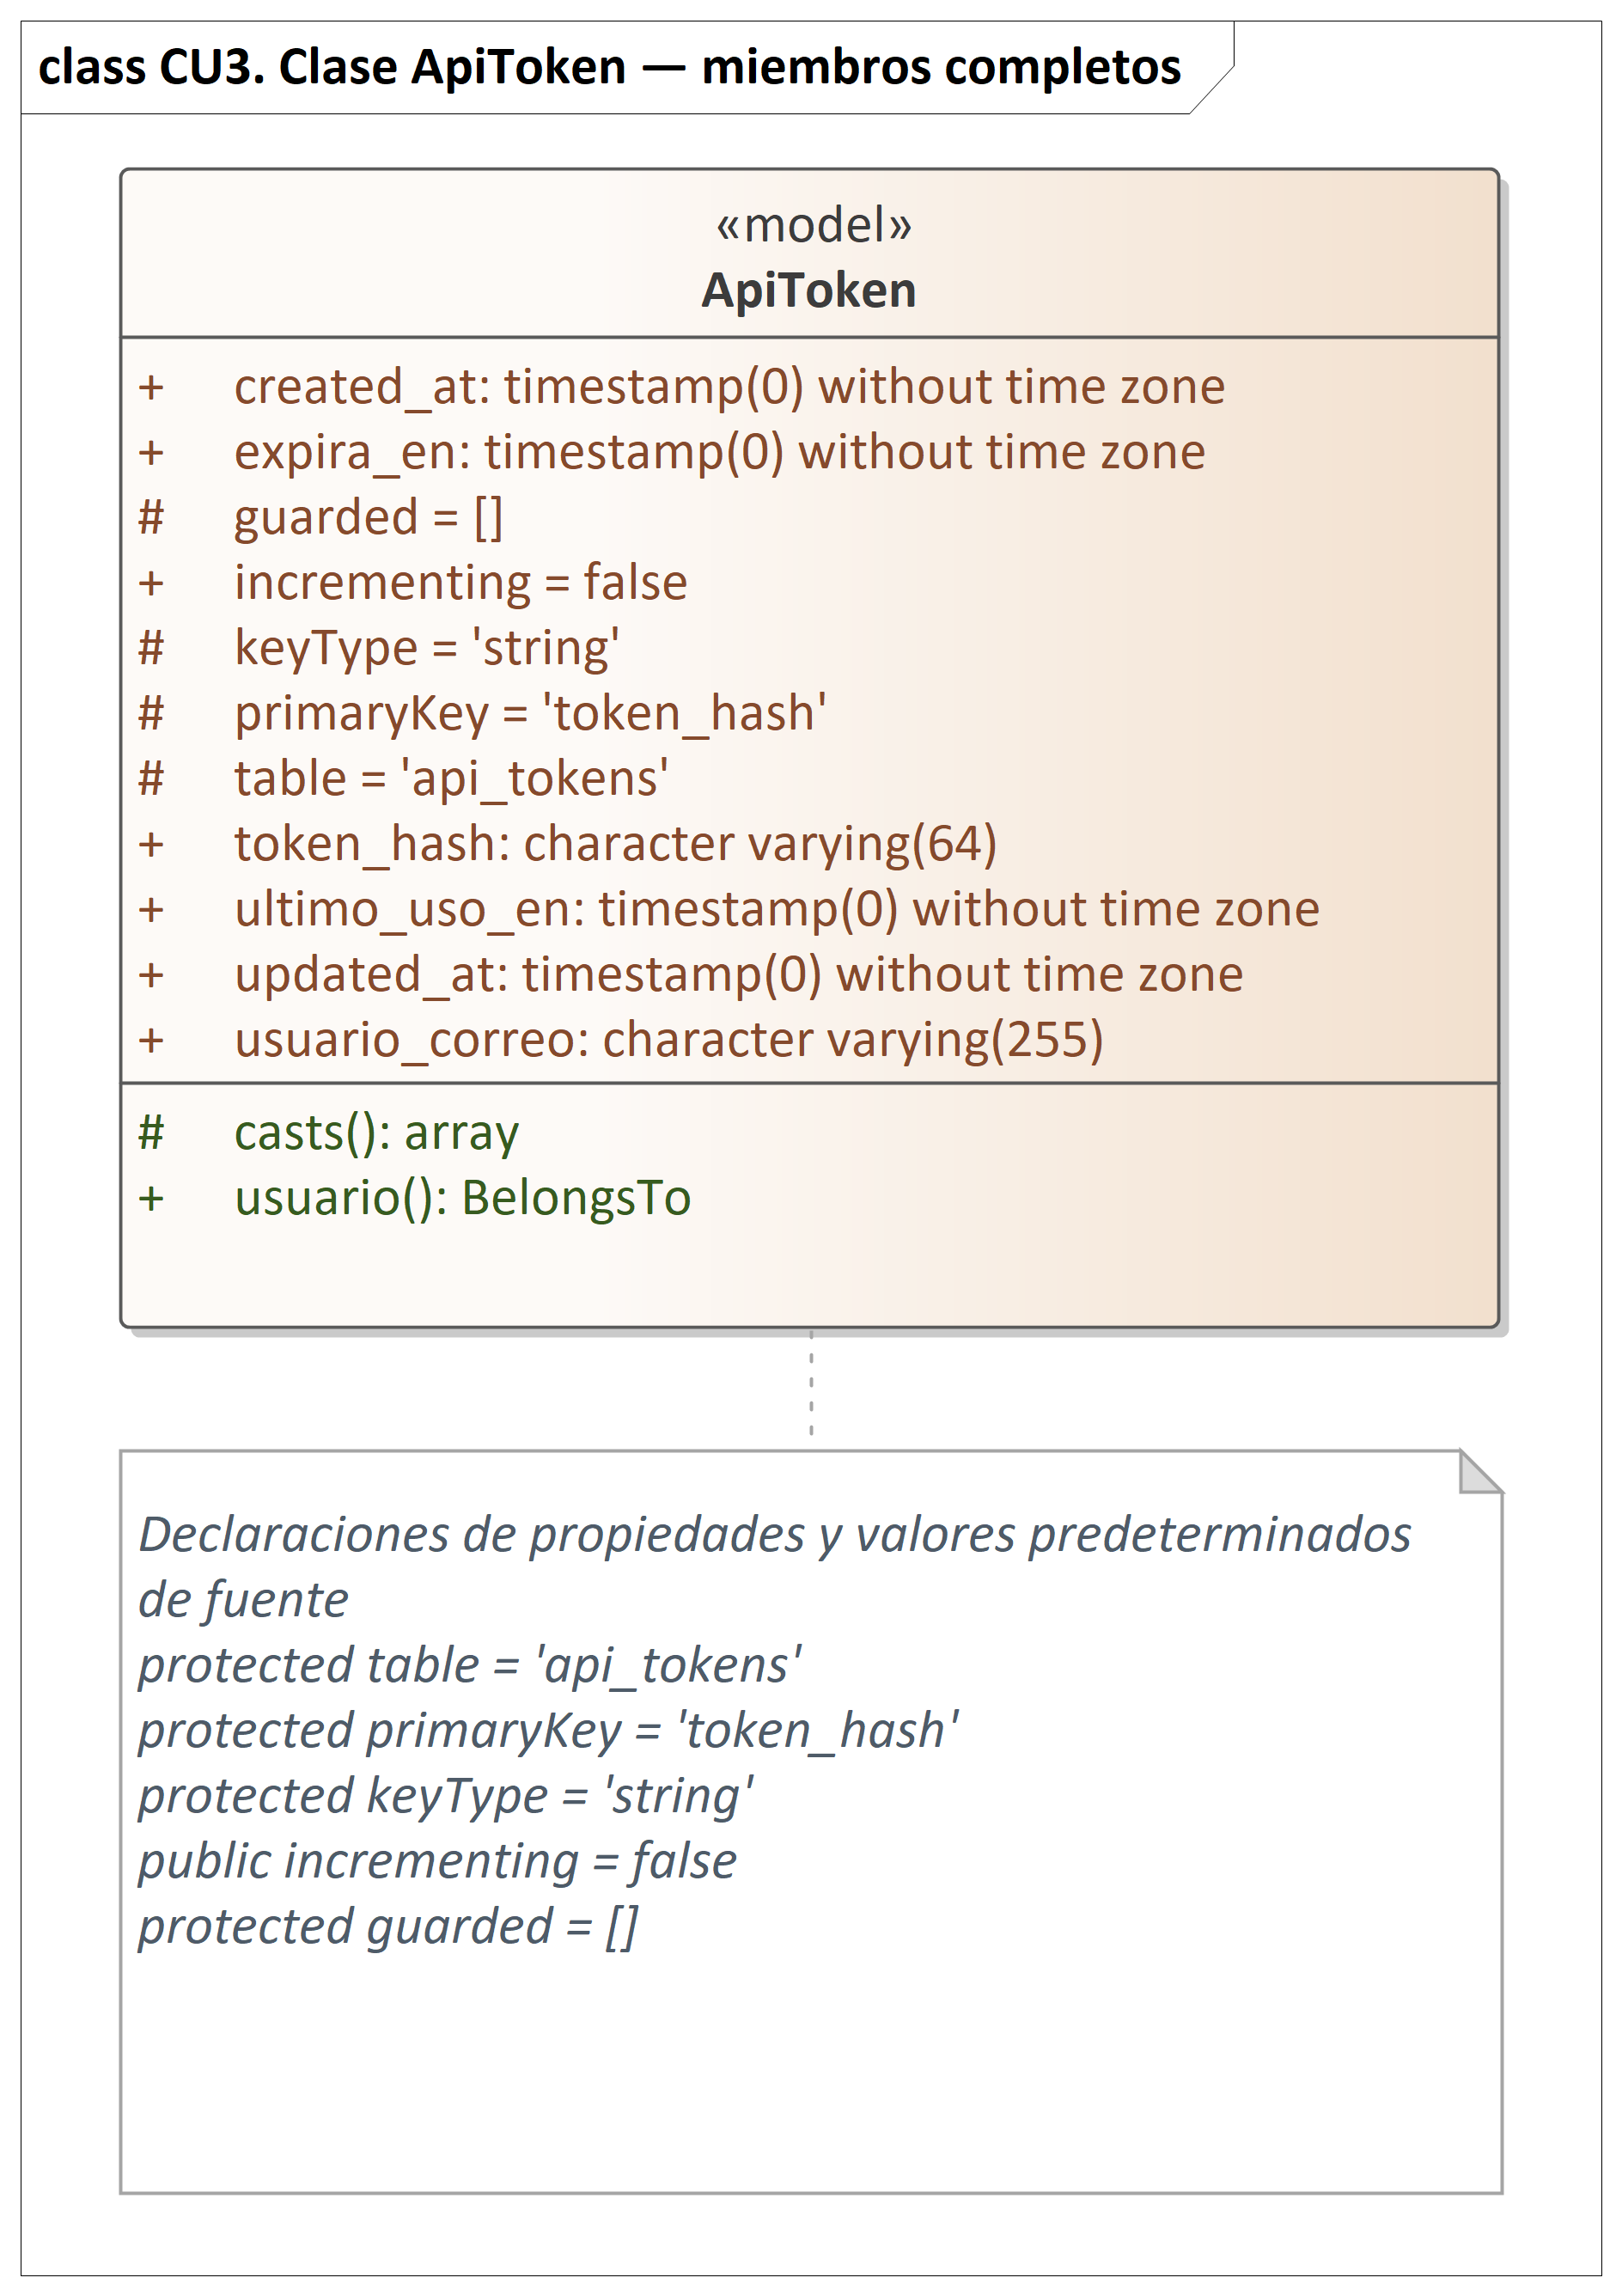 class CU3. Clase ApiToken — miembros completos
«model»
ApiToken
+ created_at: timestamp(0) without time zone
+ expira_en: timestamp(0) without time zone
# guarded = []
+ incrementing = false
# keyType = 'string'
# primaryKey = 'token_hash'
# table = 'api_tokens'
+ token_hash: character varying(64)
+ ultimo_uso_en: timestamp(0) without time zone
+ updated_at: timestamp(0) without time zone
+ usuario_correo: character varying(255)
# casts(): array
+ usuario(): BelongsTo
Declaraciones de propiedades y valores predeterminados
de fuente
protected table = 'api_tokens'
protected primaryKey = 'token_hash'
protected keyType = 'string'
public incrementing = false
protected guarded = []